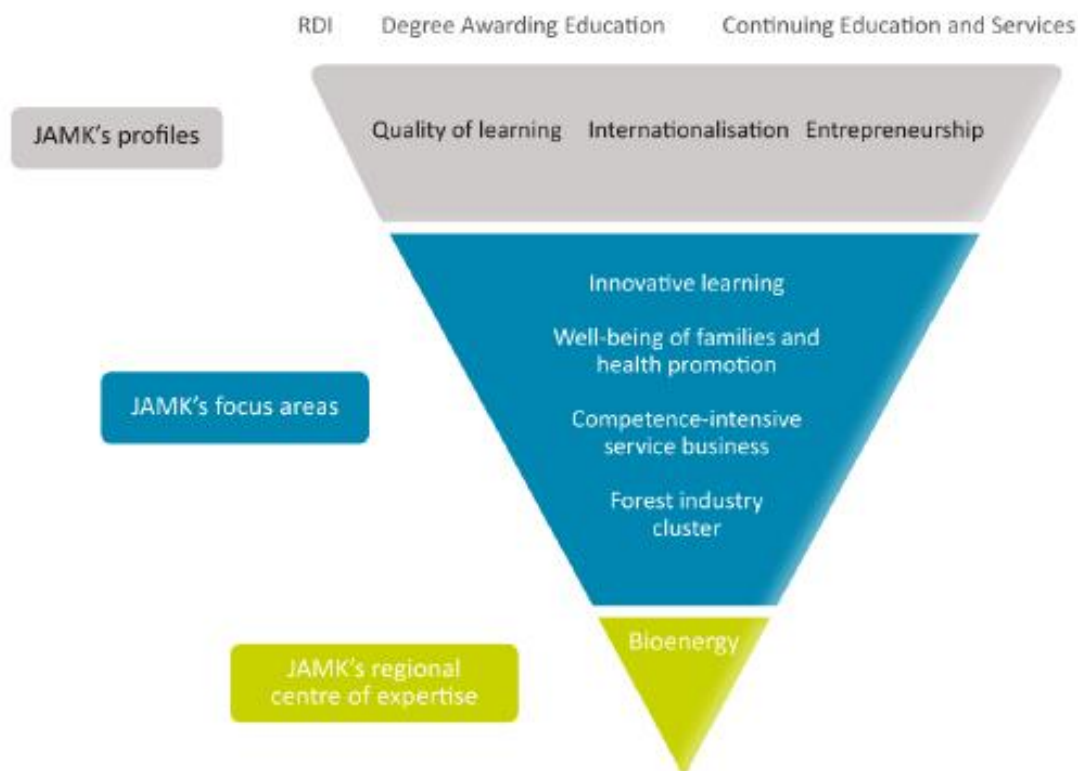 RDI Degree Awarding Education Continuing Education and Services
JAMK's profiles
Quality of learning Internationalisation Entrepreneurship
JAMK's focus areas
Innovative learning
Well-being of families and
health promotion
Competence-intensive
service business
Forest industry
cluster
JAMK's regional
centre of expertise
Bioenergy